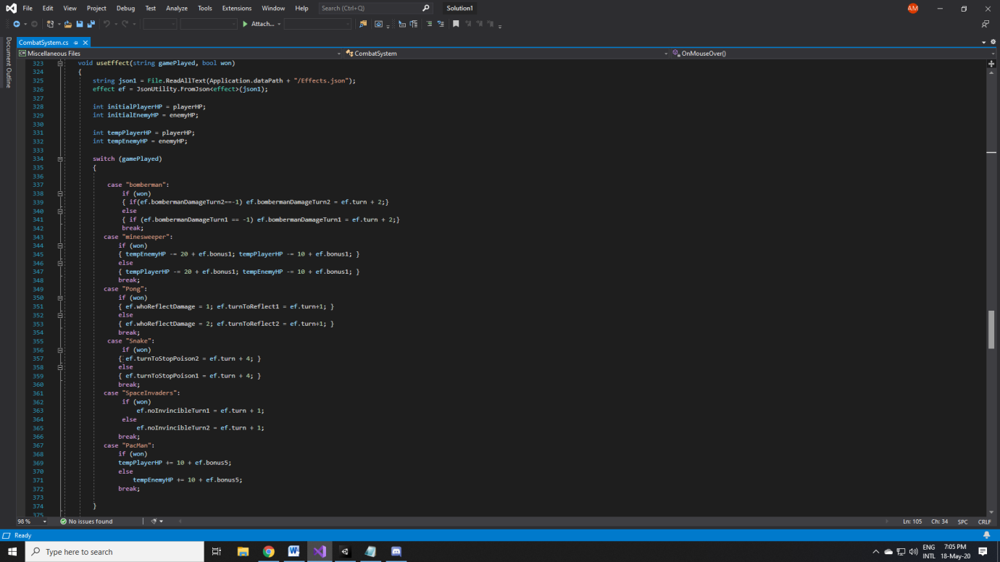 File Edit View Project Debug Test Analyze Tools Extensions Window Help Search (Ctrl+Q) Solution1 AM
Attach...
CombatSystem.cs
Document Outline
Miscellaneous Files CombatSystem OnMouseOver()
323 void useEffect(string gamePlayed, bool won)
324 {
325 string json1 = File.ReadAllText(Application.dataPath + "/Effects.json");
326 effect ef = JsonUtility.FromJson<effect>(json1);
327
328 int initialPlayerHP = playerHP;
329 int initialEnemyHP = enemyHP;
330
331 int tempPlayerHP = playerHP;
332 int tempEnemyHP = enemyHP;
333
334 switch (gamePlayed)
335 {
336
337 case "bomberman":
338 if (won)
339 { if(ef.bombermanDamageTurn2==-1) ef.bombermanDamageTurn2 = ef.turn + 2;}
340 else
341 { if (ef.bombermanDamageTurn1 == -1) ef.bombermanDamageTurn1 = ef.turn + 2;}
342 break;
343 case "minesweeper":
344 if (won)
345 { tempEnemyHP -= 20 + ef.bonus1; tempPlayerHP -= 10 + ef.bonus1; }
346 else
347 { tempPlayerHP -= 20 + ef.bonus1; tempEnemyHP -= 10 + ef.bonus1; }
348 break;
349 case "Pong":
350 if (won)
351 { ef.whoReflectDamage = 1; ef.turnToReflect1 = ef.turn+1; }
352 else
353 { ef.whoReflectDamage = 2; ef.turnToReflect2 = ef.turn+1; }
354 break;
355 case "Snake":
356 if (won)
357 { ef.turnToStopPoison2 = ef.turn + 4; }
358 else
359 { ef.turnToStopPoison1 = ef.turn + 4; }
360 break;
361 case "SpaceInvaders":
362 if (won)
363 ef.noInvincibleTurn1 = ef.turn + 1;
364 else
365 ef.noInvincibleTurn2 = ef.turn + 1;
366 break;
367 case "PacMan":
368 if (won)
369 tempPlayerHP += 10 + ef.bonus5;
370 else
371 tempEnemyHP += 10 + ef.bonus5;
372 break;
373
374 }
375
98 % No issues found Ln: 105 Ch: 34 SPC CRLF
Ready
Type here to search ENG 7:05 PM
INTL 18-May-20